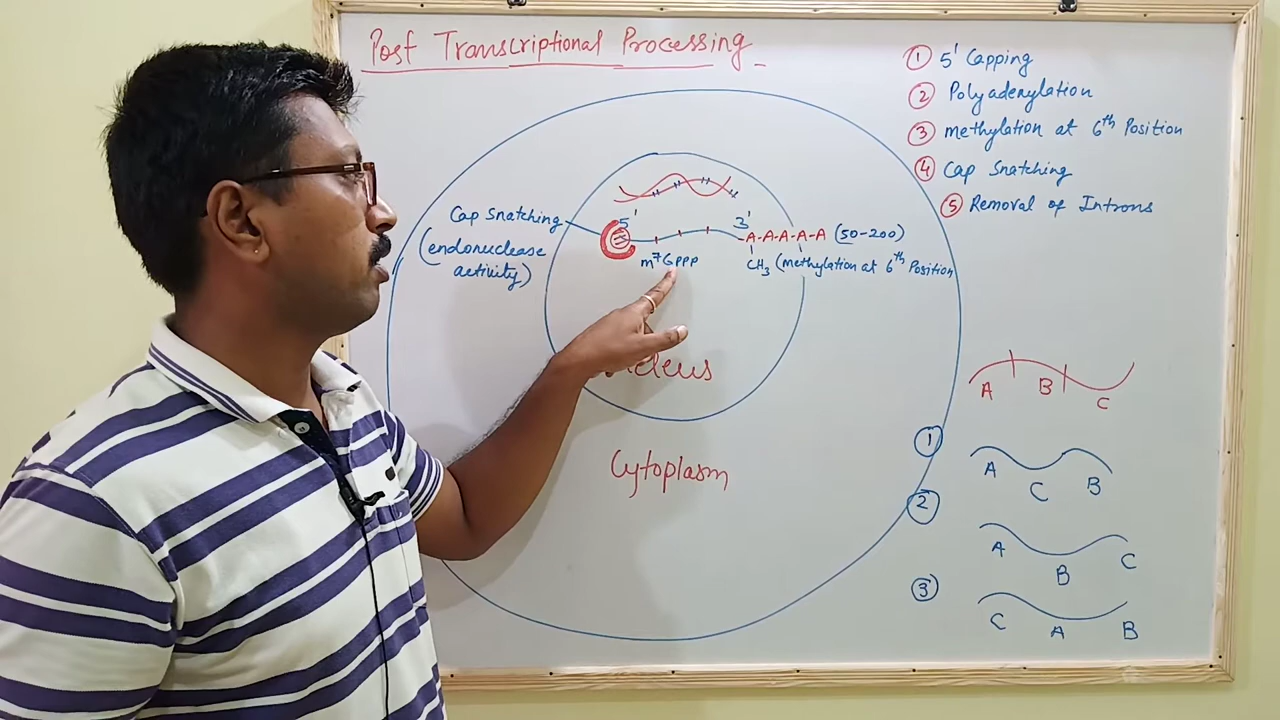 Post Transcriptional Processing
① 5' Capping
② Polyadenylation
③ methylation at 6th Position
④ Cap Snatching
⑤ Removal of Introns
Cap Snatching
(endonuclease
activity)
5'
3'
A-A-A-A-A (50-200)
m7GPPP
CH3 (methylation at 6th Position
Cytoplasm
A B C
① A C B
② A B C
③ C A B